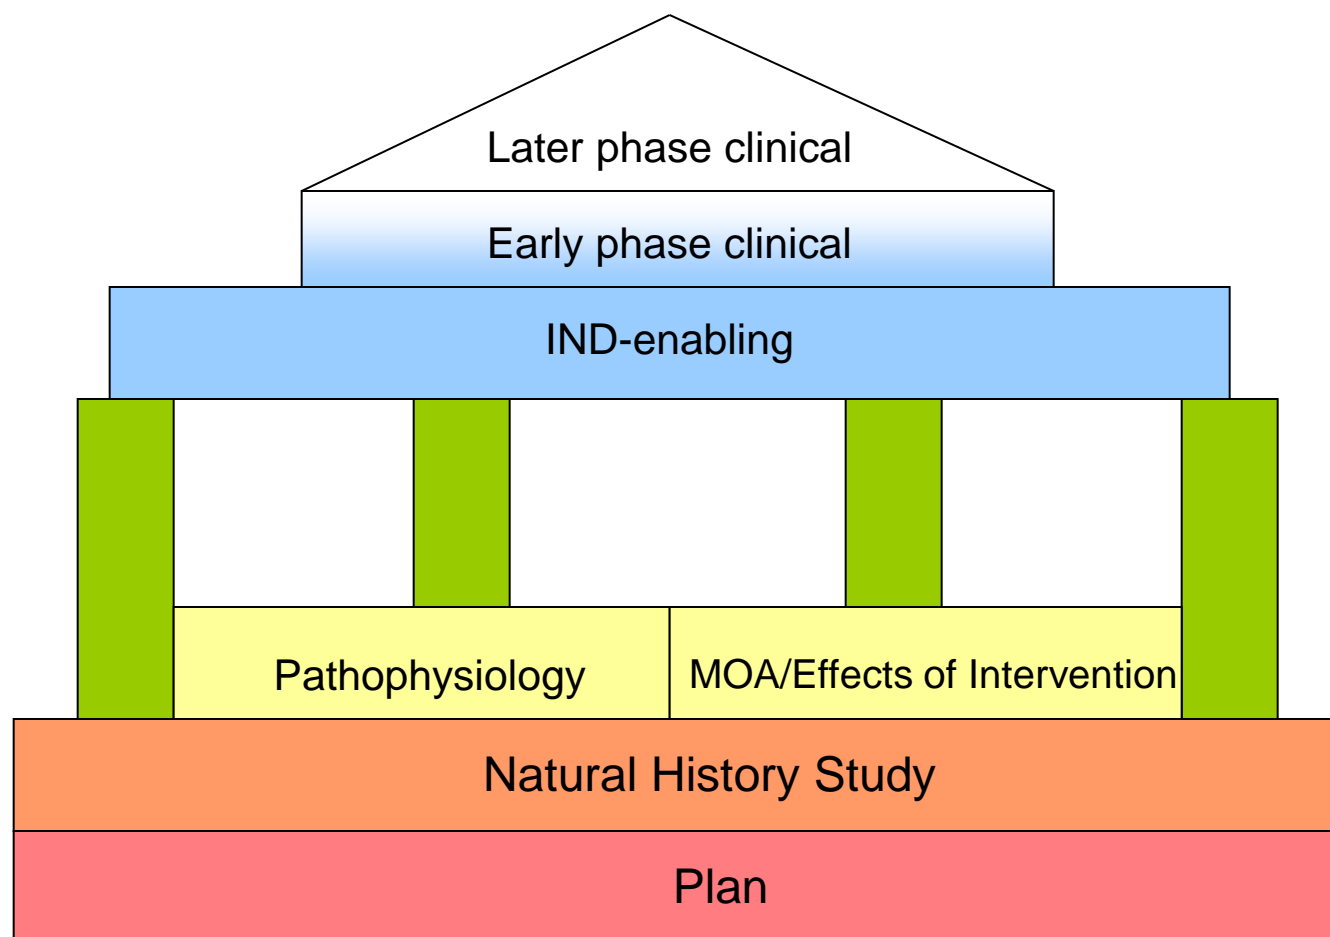 Later phase clinical
Early phase clinical
IND-enabling
Pathophysiology
MOA/Effects of Intervention
Natural History Study
Plan